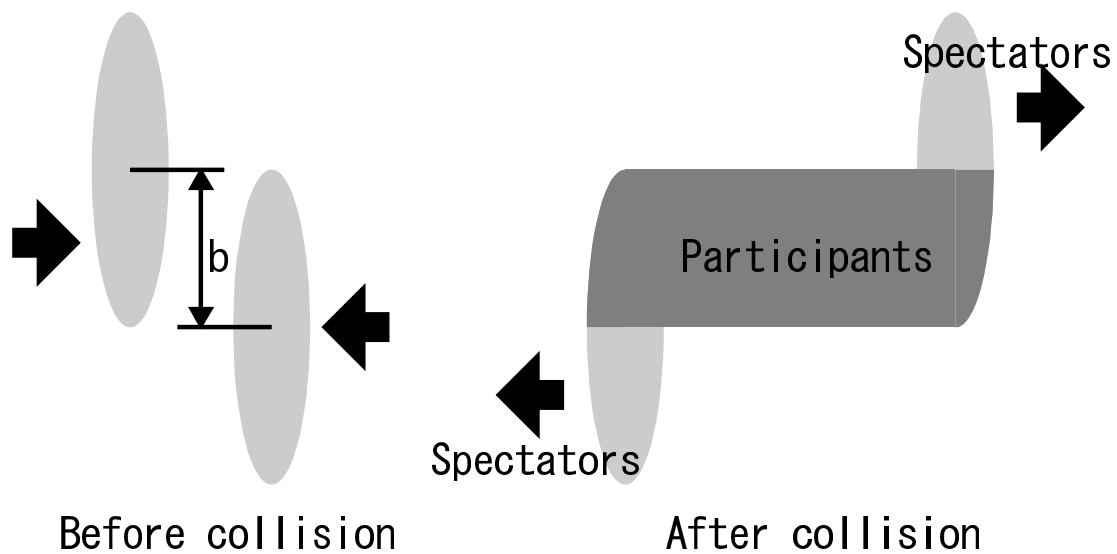 Spectators
b
Participants
Spectators
Before collision
After collision